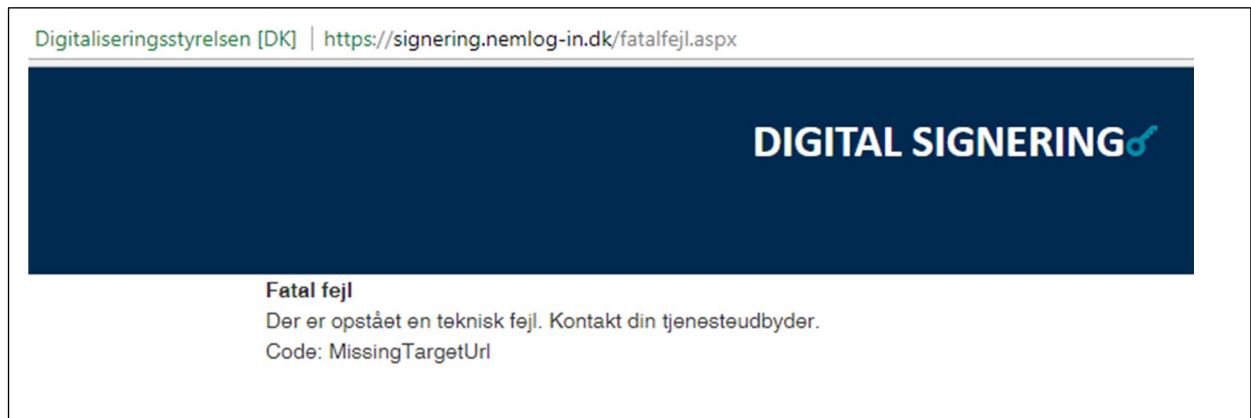 Digitaliseringsstyrelsen [DK] | https://signering.nemlog-in.dk/fatalfejl.aspx
DIGITAL SIGNERING
Fatal fejl
Der er opstået en teknisk fejl. Kontakt din tjenesteudbyder.
Code: MissingTargetUrl